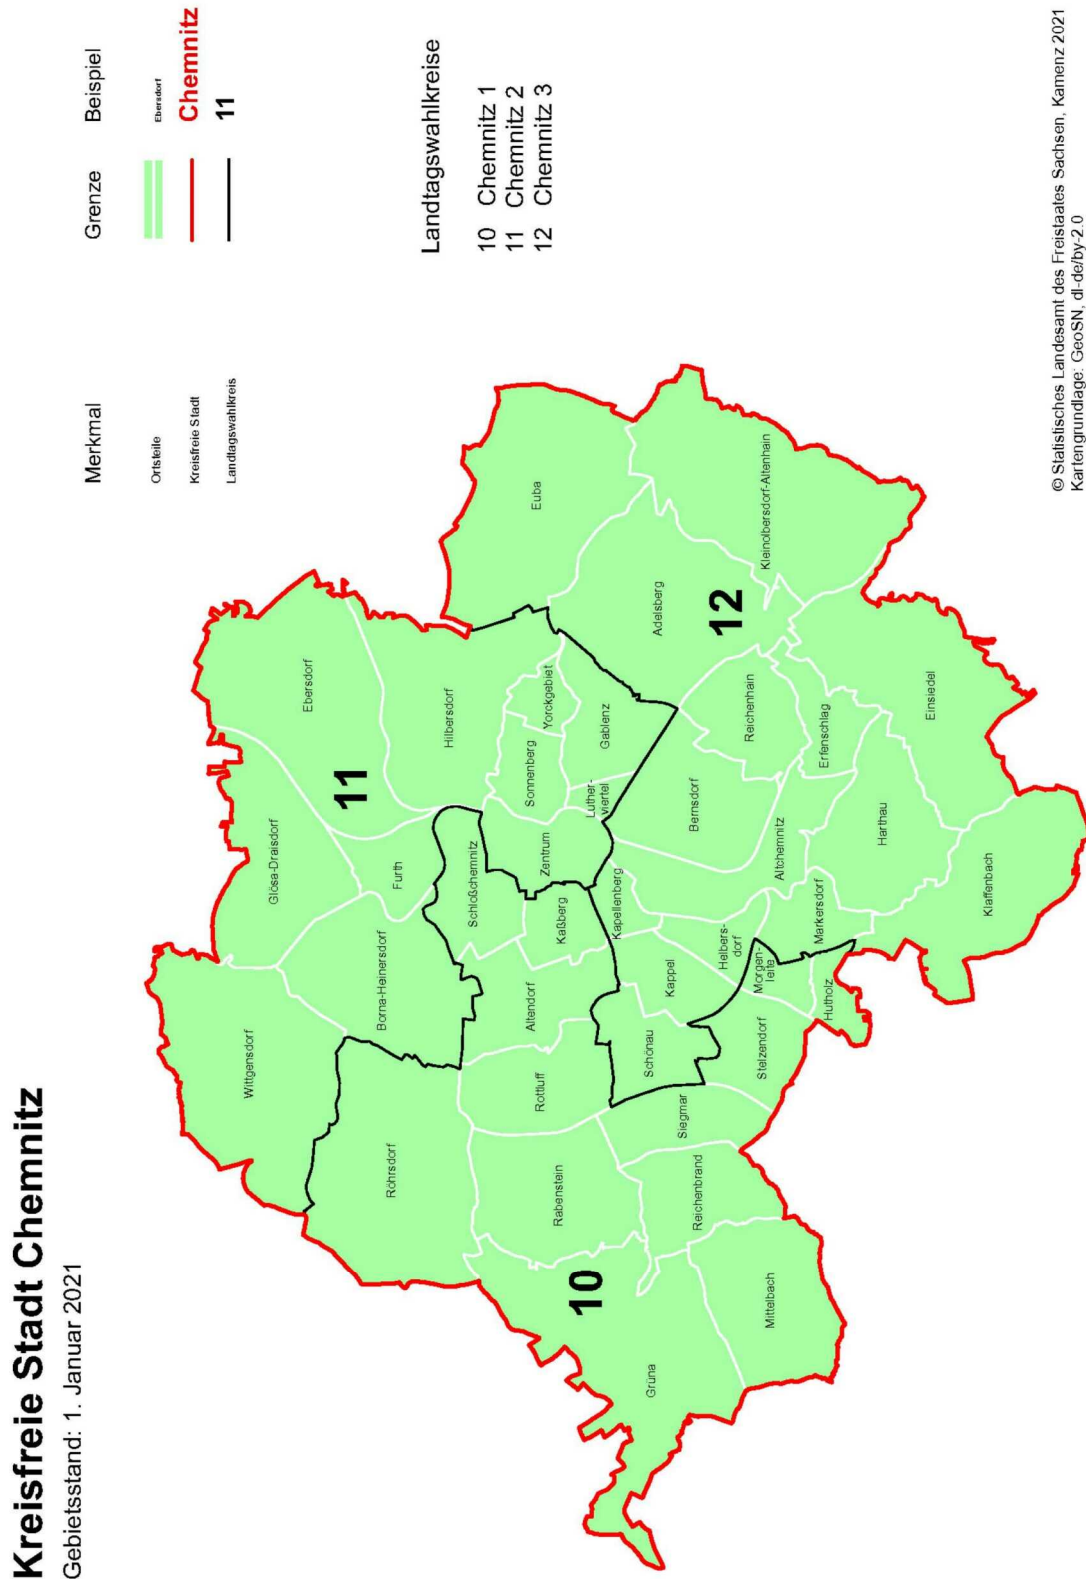 Kreisfreie Stadt Chemnitz
Gebietsstand: 1. Januar 2021
Merkmal Grenze Beispiel
Ortsteile Ebersdorf
Kreisfreie Stadt Chemnitz
Landtagswahlkreis 11
Landtagswahlkreise
10 Chemnitz 1
11 Chemnitz 2
12 Chemnitz 3
Wittgensdorf
Glösa-Draisdorf
Ebersdorf
11
Röhrsdorf
Borna-Heinersdorf
Furth
Hilbersdorf
Schloßchemnitz
Euba
Rottluff
Altendorf
Kaßberg
Zentrum
Sonnenberg
Yorckgebiet
Rabenstein
10
Kapellenberg
Luther-
viertel
Gablenz
Grüna
Schönau
Kappel
Adelsberg
Siegmar
Reichenbrand
Bernsdorf
12
Helbers-
dorf
Reichenhain
Kleinolbersdorf-Altenhain
Mittelbach
Stelzendorf
Morgen-
leite
Altchemnitz
Markersdorf
Erfenschlag
Hutholz
Harthau
Einsiedel
Klaffenbach
© Statistisches Landesamt des Freistaates Sachsen, Kamenz 2021
Kartengrundlage: GeoSN, dl-de/by-2.0